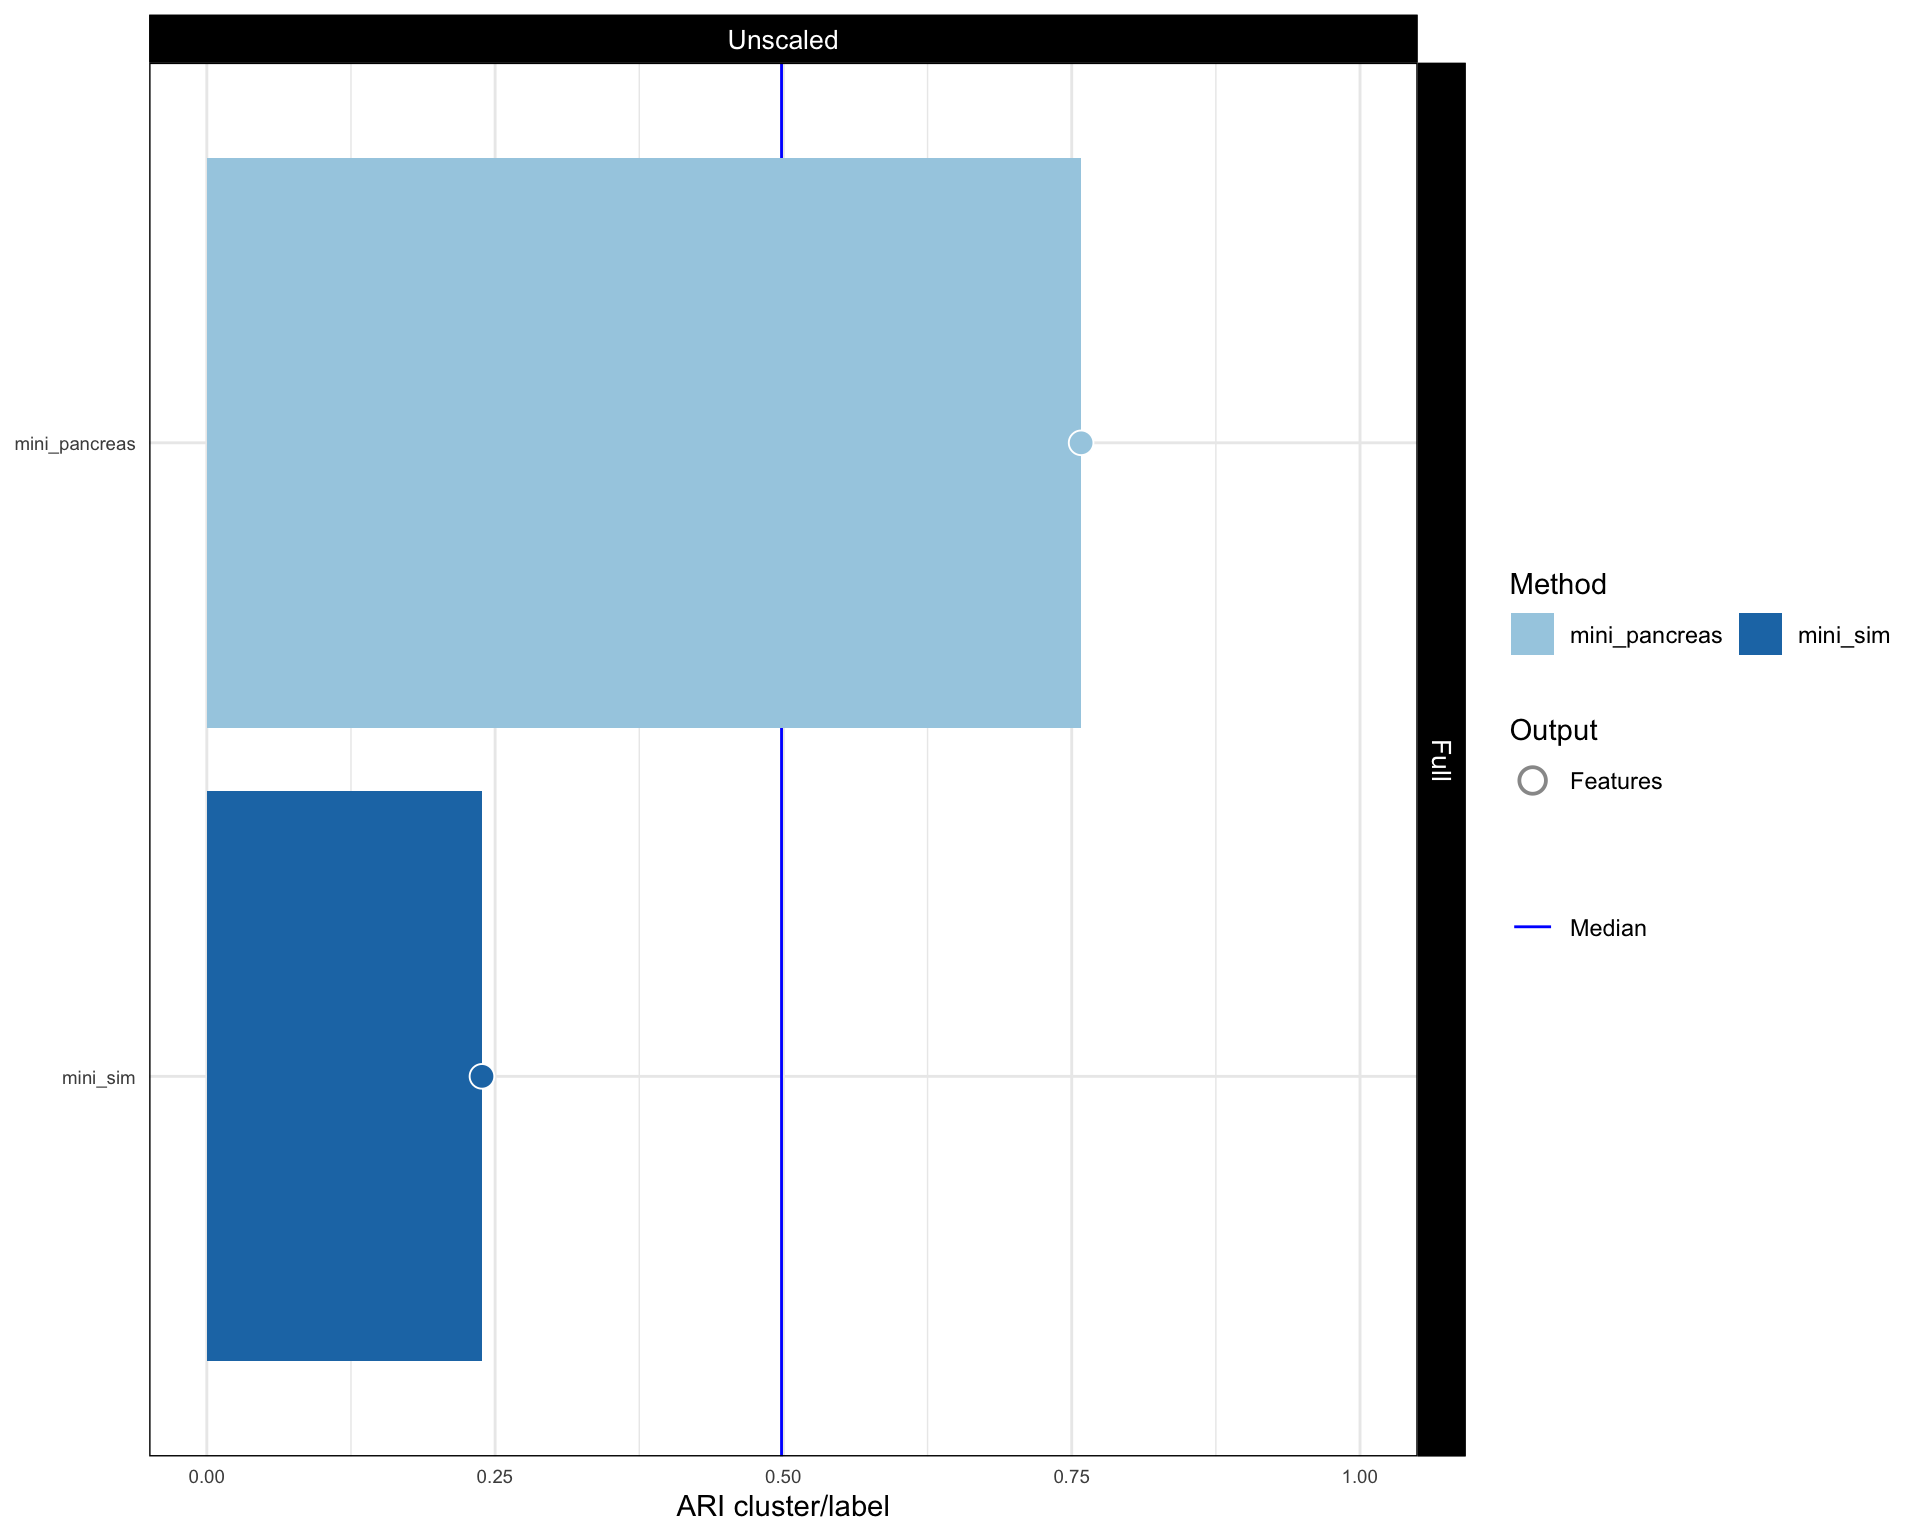 Unscaled
mini_pancreas
mini_sim
0.00
0.25
0.50
0.75
1.00
ARI cluster/label
Full
Method
mini_pancreas
mini_sim
Output
Features
Median